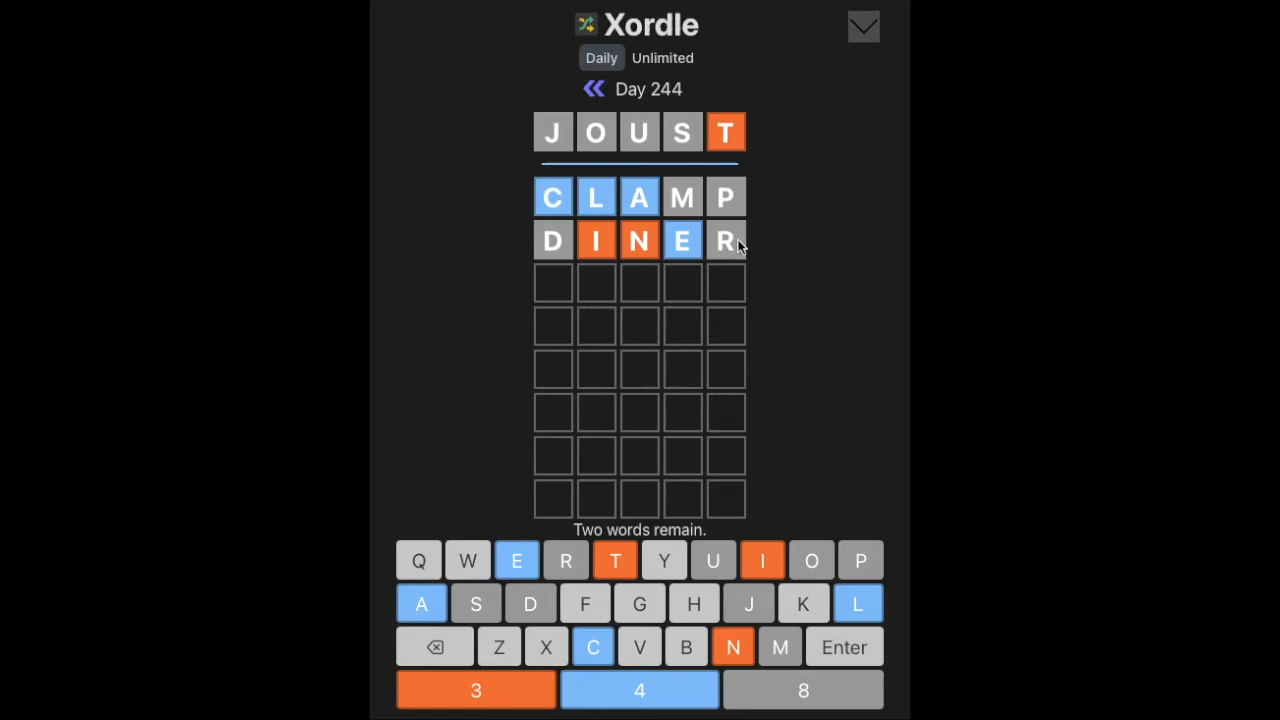 Xordle
Daily Unlimited
Day 244
J O U S T
C L A M P
D I N E R
Two words remain.
Q W E R T Y U I O P
A S D F G H J K L
Z X C V B N M Enter
3 4 8